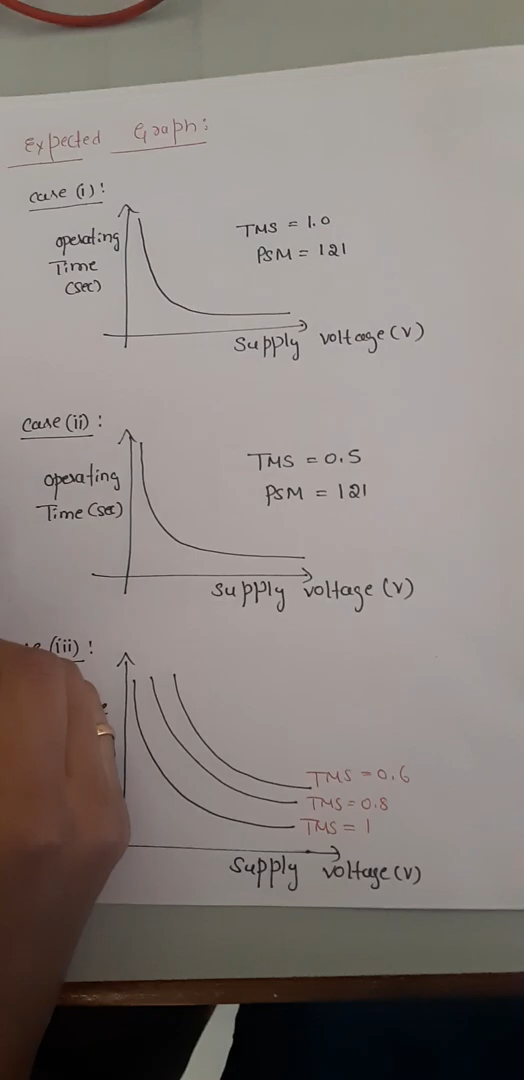 Expected Graph:
case (i):
operating
Time
(sec)
TMS = 1.0
PSM = 121
supply voltage (V)
case (ii):
operating
Time (sec)
TMS = 0.5
PSM = 121
supply voltage (V)
(iii):
TMS = 0.6
TMS = 0.8
TMS = 1
supply voltage (V)